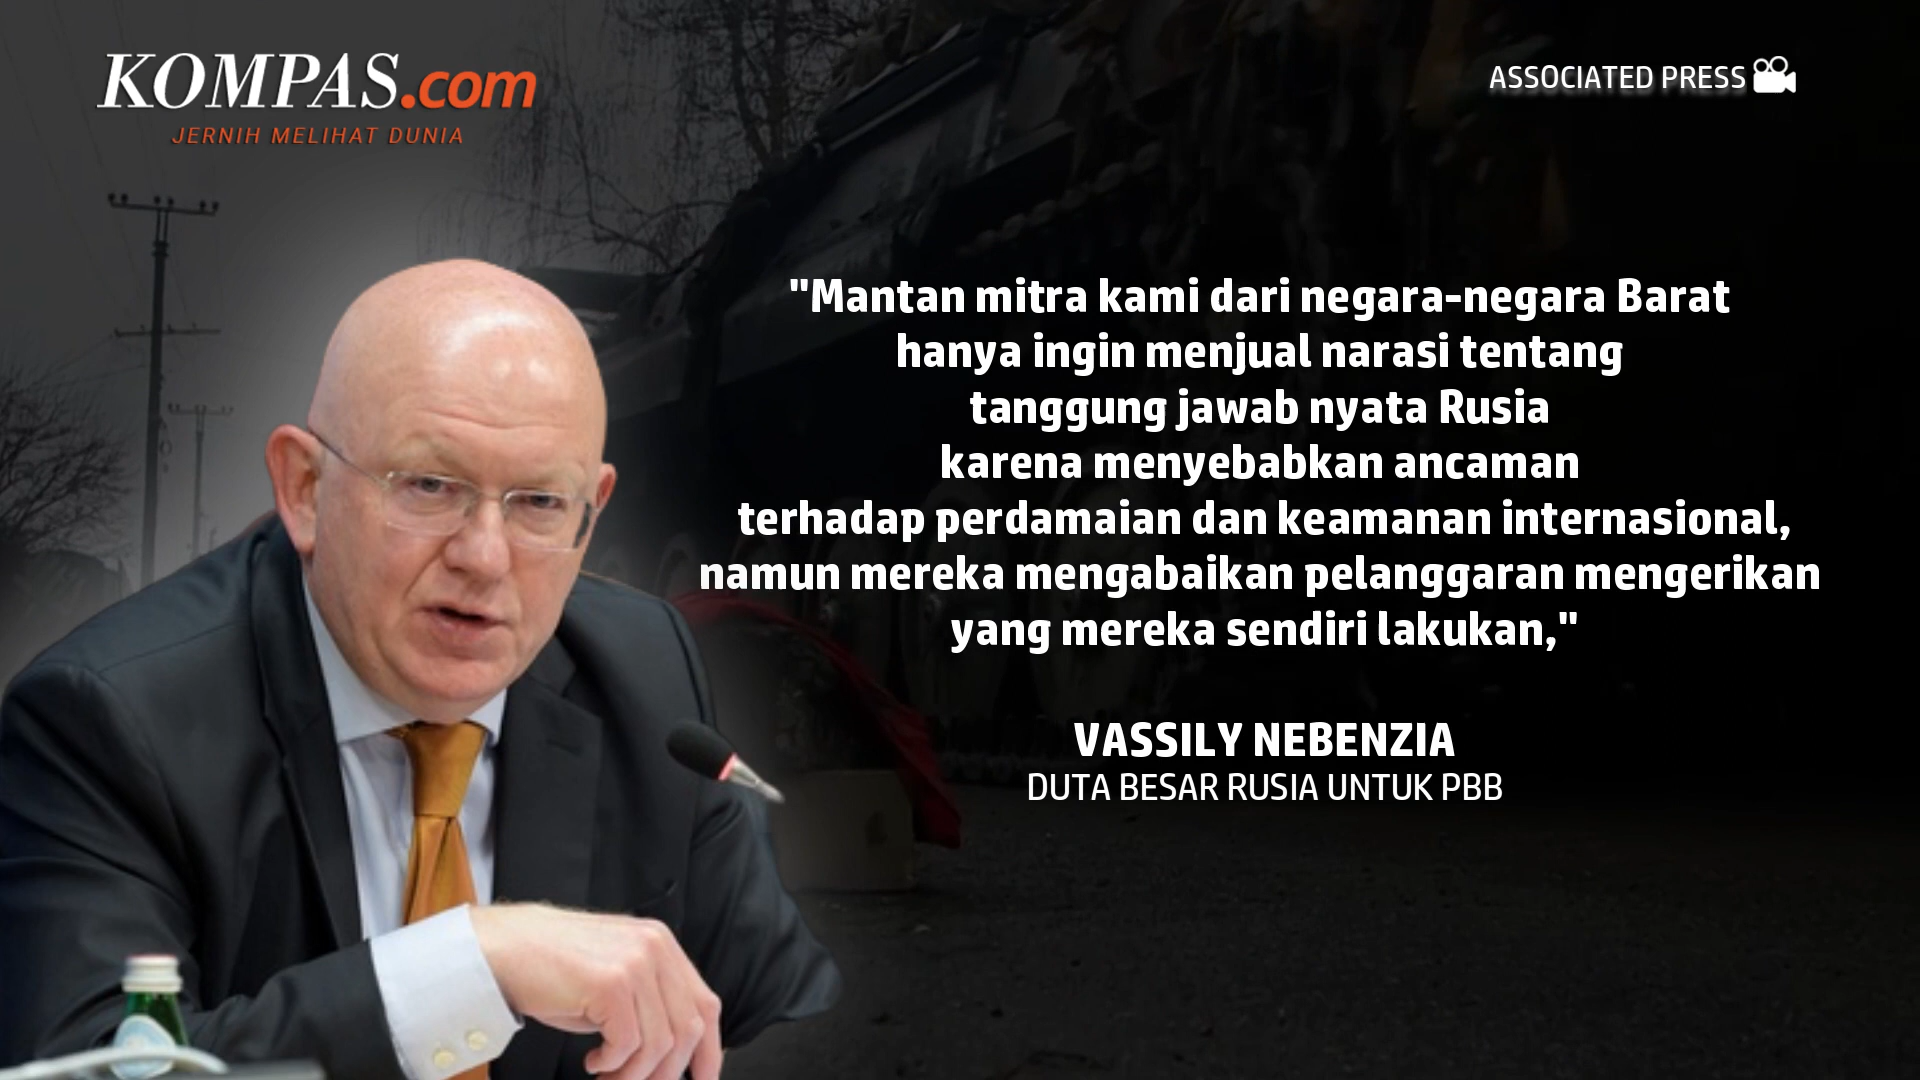 KOMPAS.com
JERNIH MELIHAT DUNIA
ASSOCIATED PRESS
"Mantan mitra kami dari negara-negara Barat
hanya ingin menjual narasi tentang
tanggung jawab nyata Rusia
karena menyebabkan ancaman
terhadap perdamaian dan keamanan internasional,
namun mereka mengabaikan pelanggaran mengerikan
yang mereka sendiri lakukan,"
VASSILY NEBENZIA
DUTA BESAR RUSIA UNTUK PBB